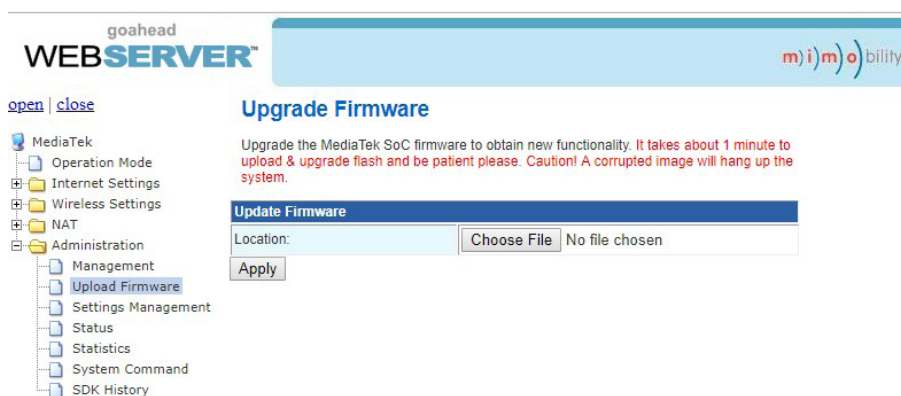 goahead
WEBSERVER™
m)i)m)o)bility
open | close
MediaTek
Operation Mode
Internet Settings
Wireless Settings
NAT
Administration
Management
Upload Firmware
Settings Management
Status
Statistics
System Command
SDK History
Upgrade Firmware
Upgrade the MediaTek SoC firmware to obtain new functionality. It takes about 1 minute to
upload & upgrade flash and be patient please. Caution! A corrupted image will hang up the
system.
Update Firmware
Location: Choose File No file chosen
Apply